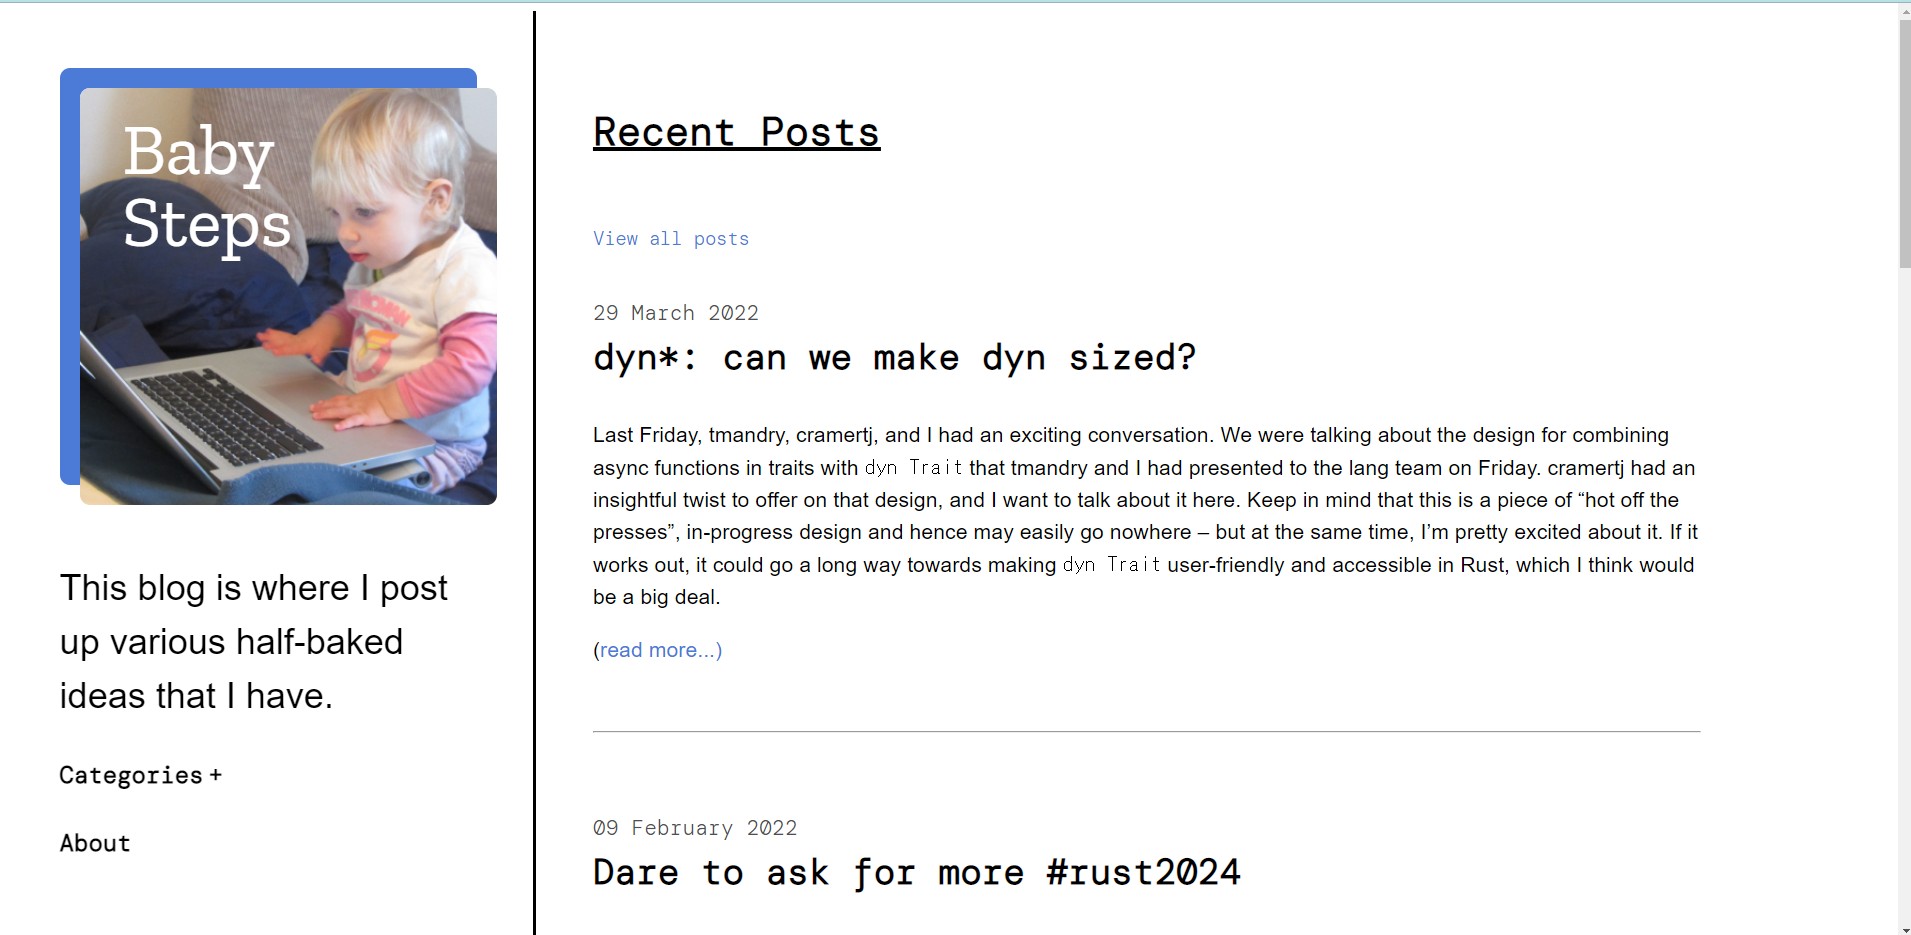 Baby
Steps
This blog is where I post
up various half-baked
ideas that I have.
Categories +
About
Recent Posts
View all posts
29 March 2022
dyn*: can we make dyn sized?
Last Friday, tmandry, cramertj, and I had an exciting conversation. We were talking about the design for combining
async functions in traits with dyn Trait that tmandry and I had presented to the lang team on Friday. cramertj had an
insightful twist to offer on that design, and I want to talk about it here. Keep in mind that this is a piece of “hot off the
presses”, in-progress design and hence may easily go nowhere – but at the same time, I’m pretty excited about it. If it
works out, it could go a long way towards making dyn Trait user-friendly and accessible in Rust, which I think would
be a big deal.
(read more...)
09 February 2022
Dare to ask for more #rust2024